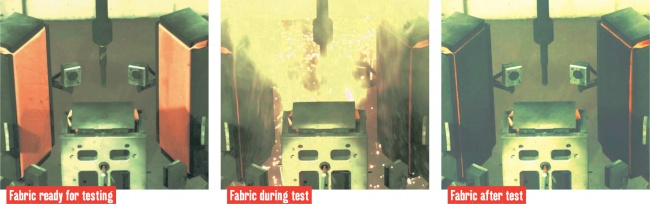 Fabric ready for testing
Fabric during test
Fabric after test